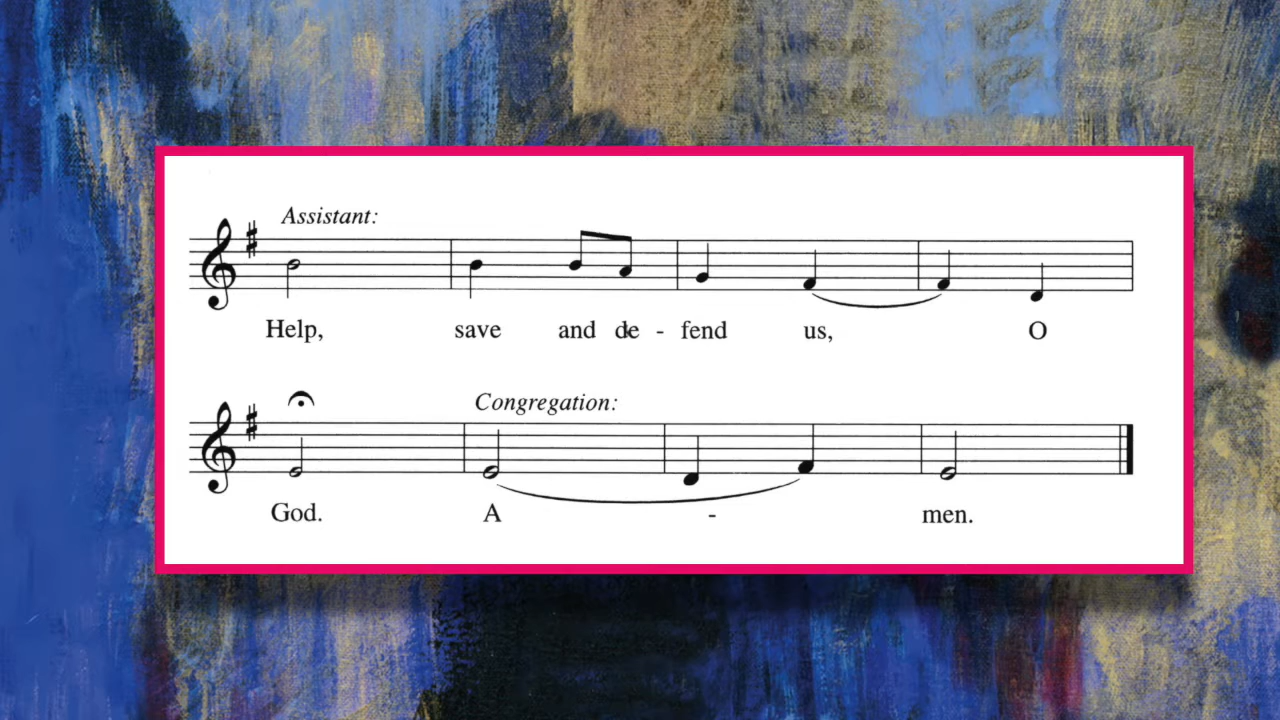 Assistant:
Help, save and de - fend us, O
Congregation:
God. A - men.